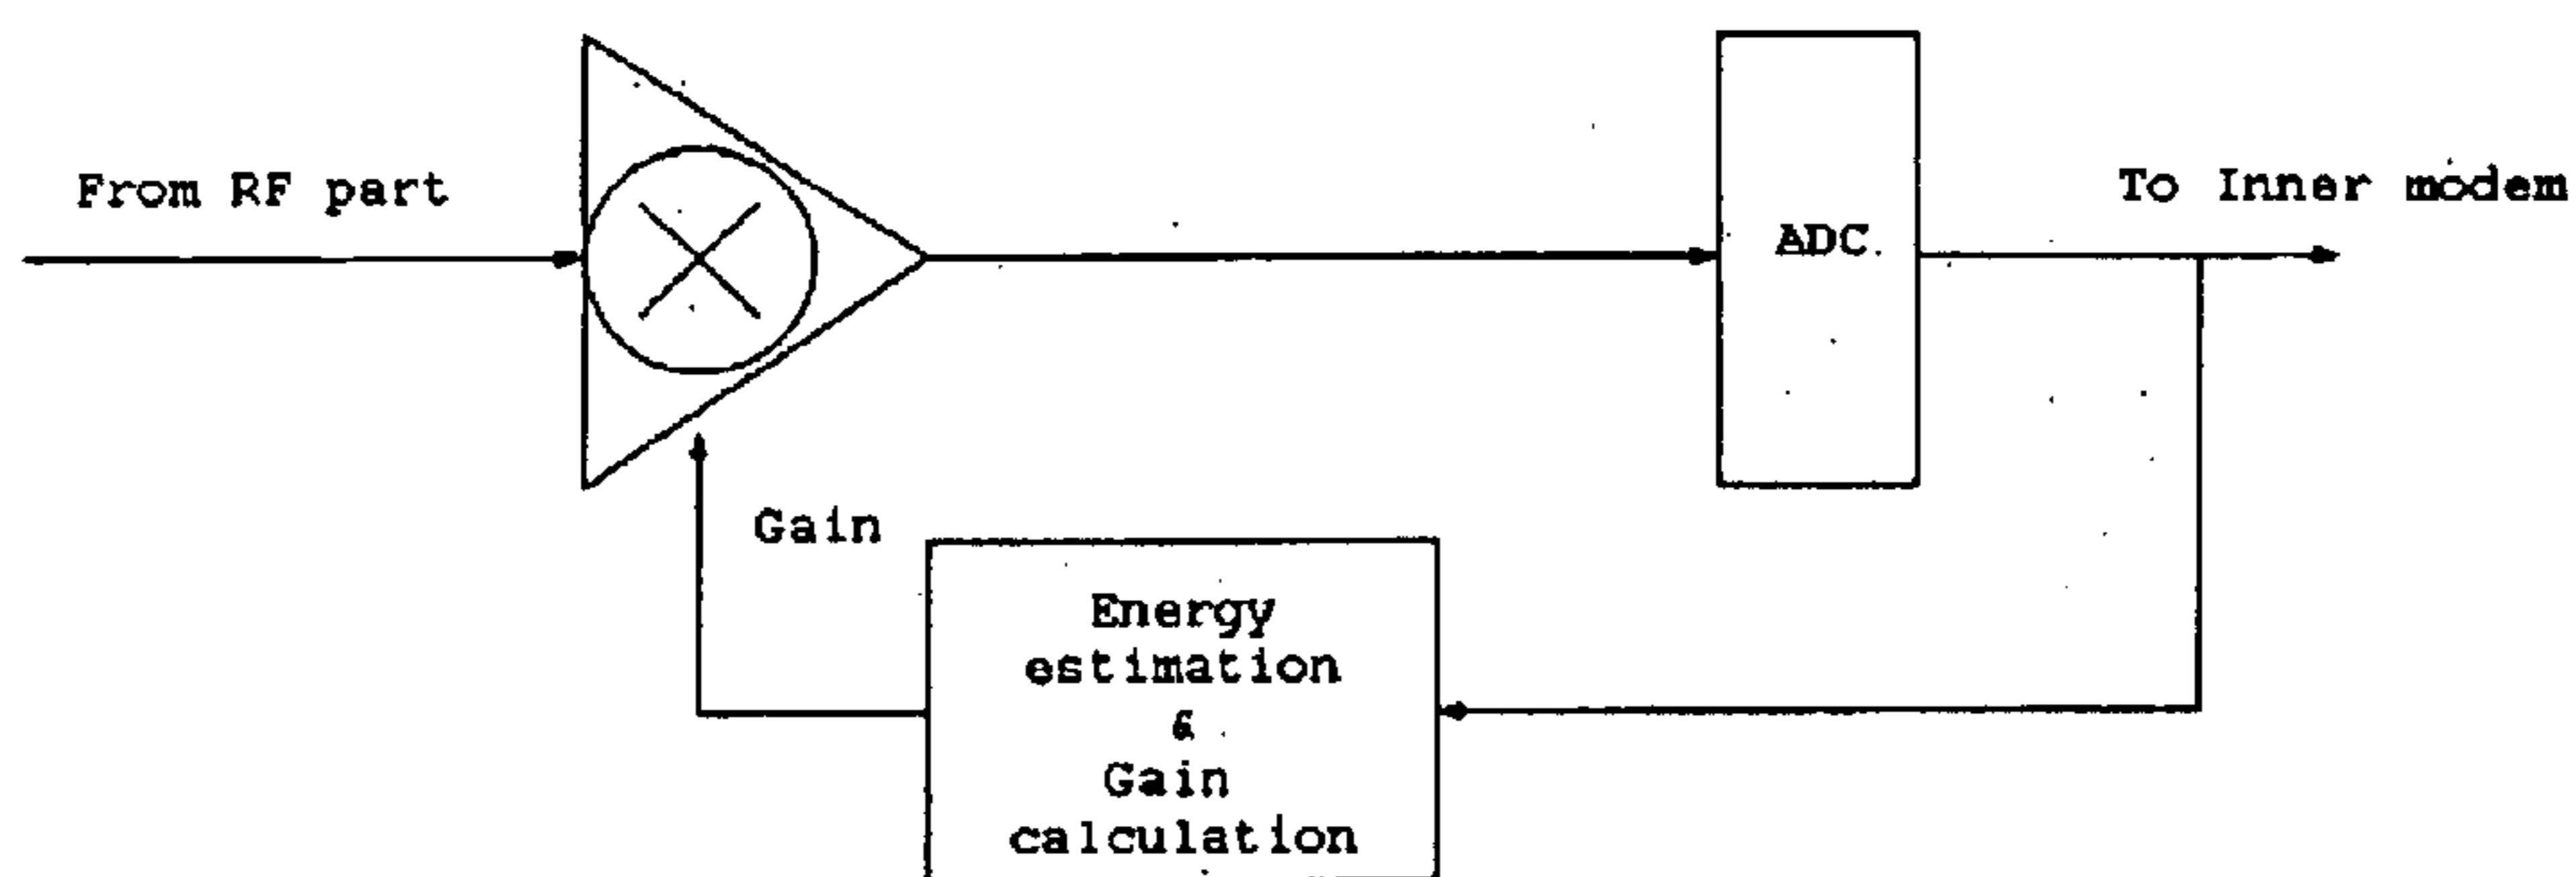 From RF part
To Inner modem
ADC
Gain
Energy
estimation
&
Gain
calculation